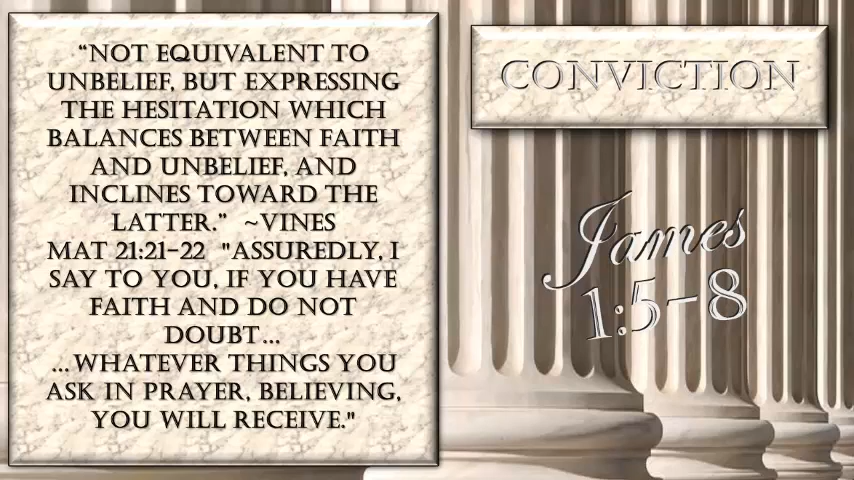 “NOT EQUIVALENT TO
UNBELIEF, BUT EXPRESSING
THE HESITATION WHICH
BALANCES BETWEEN FAITH
AND UNBELIEF, AND
INCLINES TOWARD THE
LATTER.” ~VINES
MAT 21:21-22 "ASSUREDLY, I
SAY TO YOU, IF YOU HAVE
FAITH AND DO NOT
DOUBT...
...WHATEVER THINGS YOU
ASK IN PRAYER, BELIEVING,
YOU WILL RECEIVE."
CONVICTION
James
1:5-8